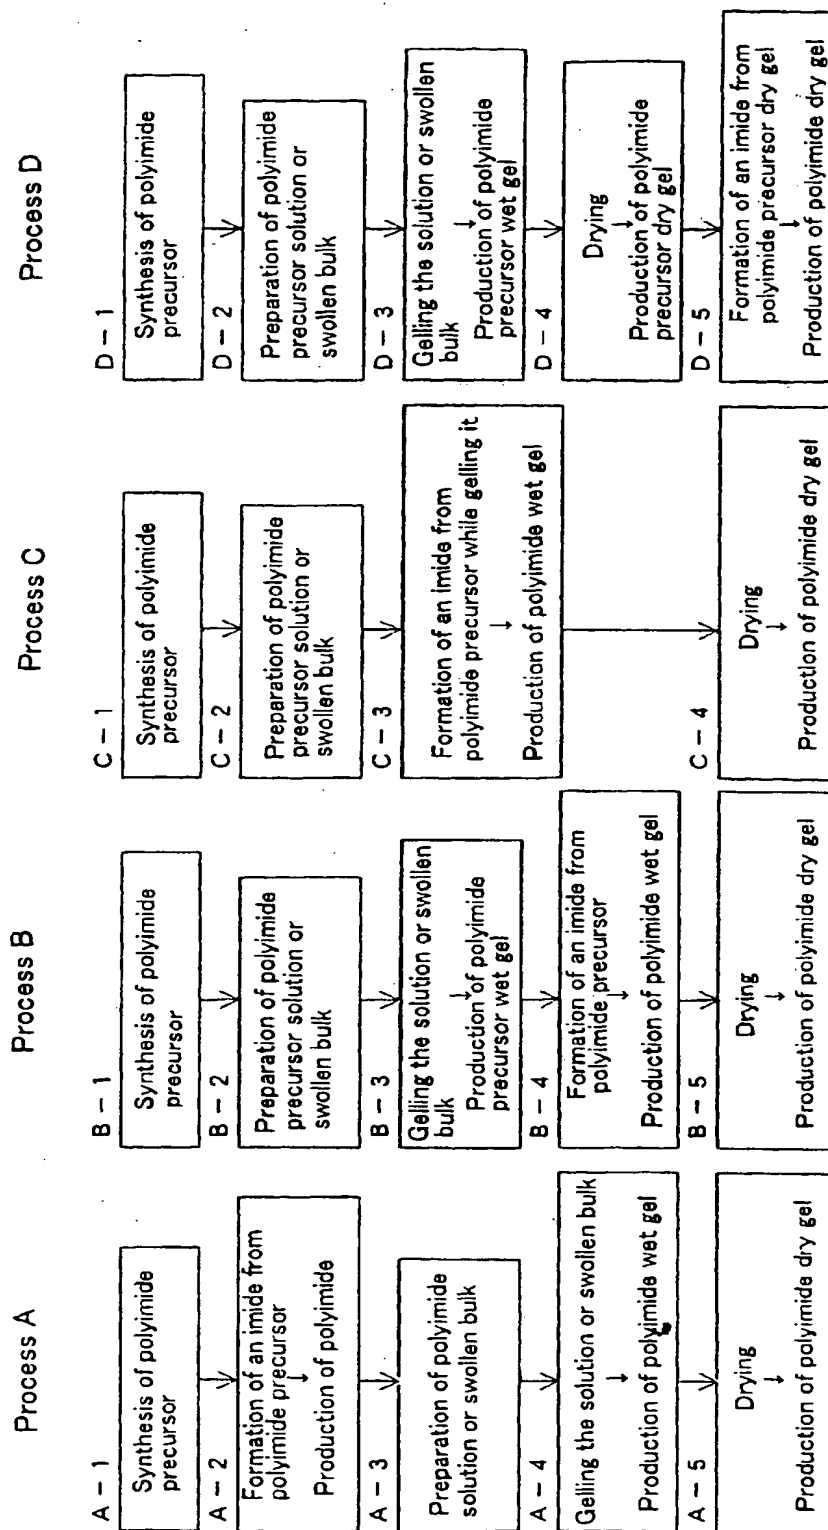 Process A
A – 1
Synthesis of polyimide
precursor
A – 2
Formation of an imide from
polyimide precursor
↓
Production of polyimide
A – 3
Preparation of polyimide
solution or swollen bulk
A – 4
Gelling the solution or swollen bulk
↓
Production of polyimide wet gel
A – 5
Drying
↓
Production of polyimide dry gel
Process B
B – 1
Synthesis of polyimide
precursor
B – 2
Preparation of polyimide
precursor solution or
swollen bulk
B – 3
Gelling the solution or swollen
bulk
↓
Production of polyimide
precursor wet gel
B – 4
Formation of an imide from
polyimide precursor
↓
Production of polyimide wet gel
B – 5
Drying
↓
Production of polyimide dry gel
Process C
C – 1
Synthesis of polyimide
precursor
C – 2
Preparation of polyimide
precursor solution or
swollen bulk
C – 3
Formation of an imide from
polyimide precursor while gelling it
↓
Production of polyimide wet gel
C – 4
Drying
↓
Production of polyimide dry gel
Process D
D – 1
Synthesis of polyimide
precursor
D – 2
Preparation of polyimide
precursor solution or
swollen bulk
D – 3
Gelling the solution or swollen
bulk
↓
Production of polyimide
precursor wet gel
D – 4
Drying
↓
Production of polyimide
precursor dry gel
D – 5
Formation of an imide from
polyimide precursor dry gel
↓
Production of polyimide dry gel